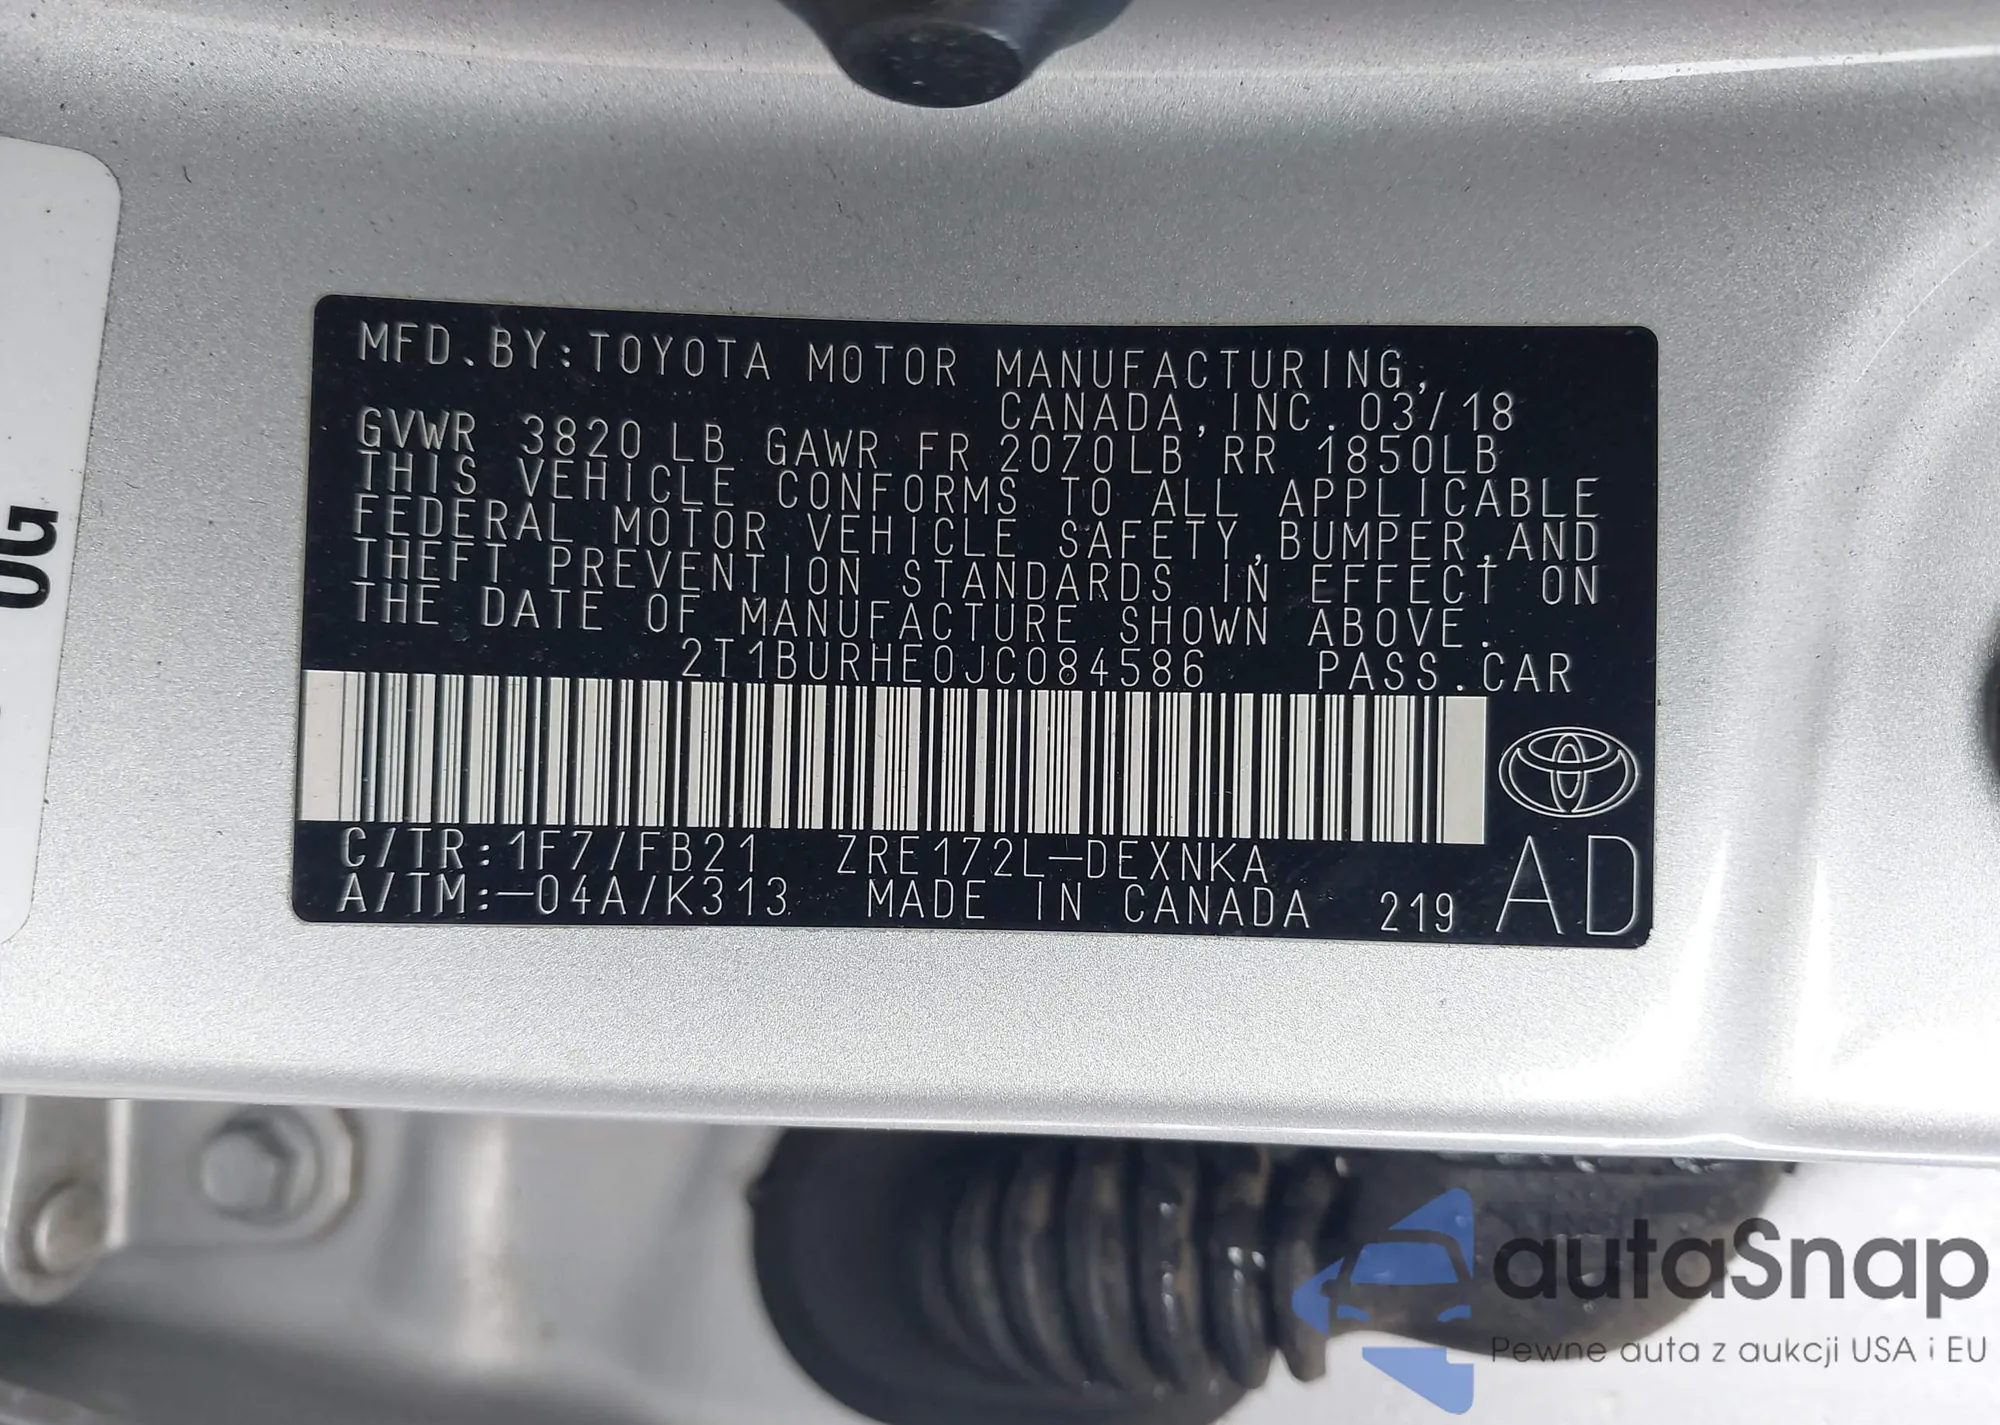 MFD.BY:TOYOTA MOTOR MANUFACTURING,
CANADA,INC.03/18
GVWR 3820LB GAWR FR 2070LB RR 1850LB
THIS VEHICLE CONFORMS TO ALL APPLICABLE
FEDERAL MOTOR VEHICLE SAFETY,BUMPER,AND
THEFT PREVENTION STANDARDS IN EFFECT ON
THE DATE OF MANUFACTURE SHOWN ABOVE.
2T1BURHE0JC084586 PASS.CAR
C/TR:1F7/FB21 ZRE172L-DEXNKA
A/TM:-04A/K313 MADE IN CANADA 219 AD
OG
autoSnap
Pewne auta z aukcji USA i EU